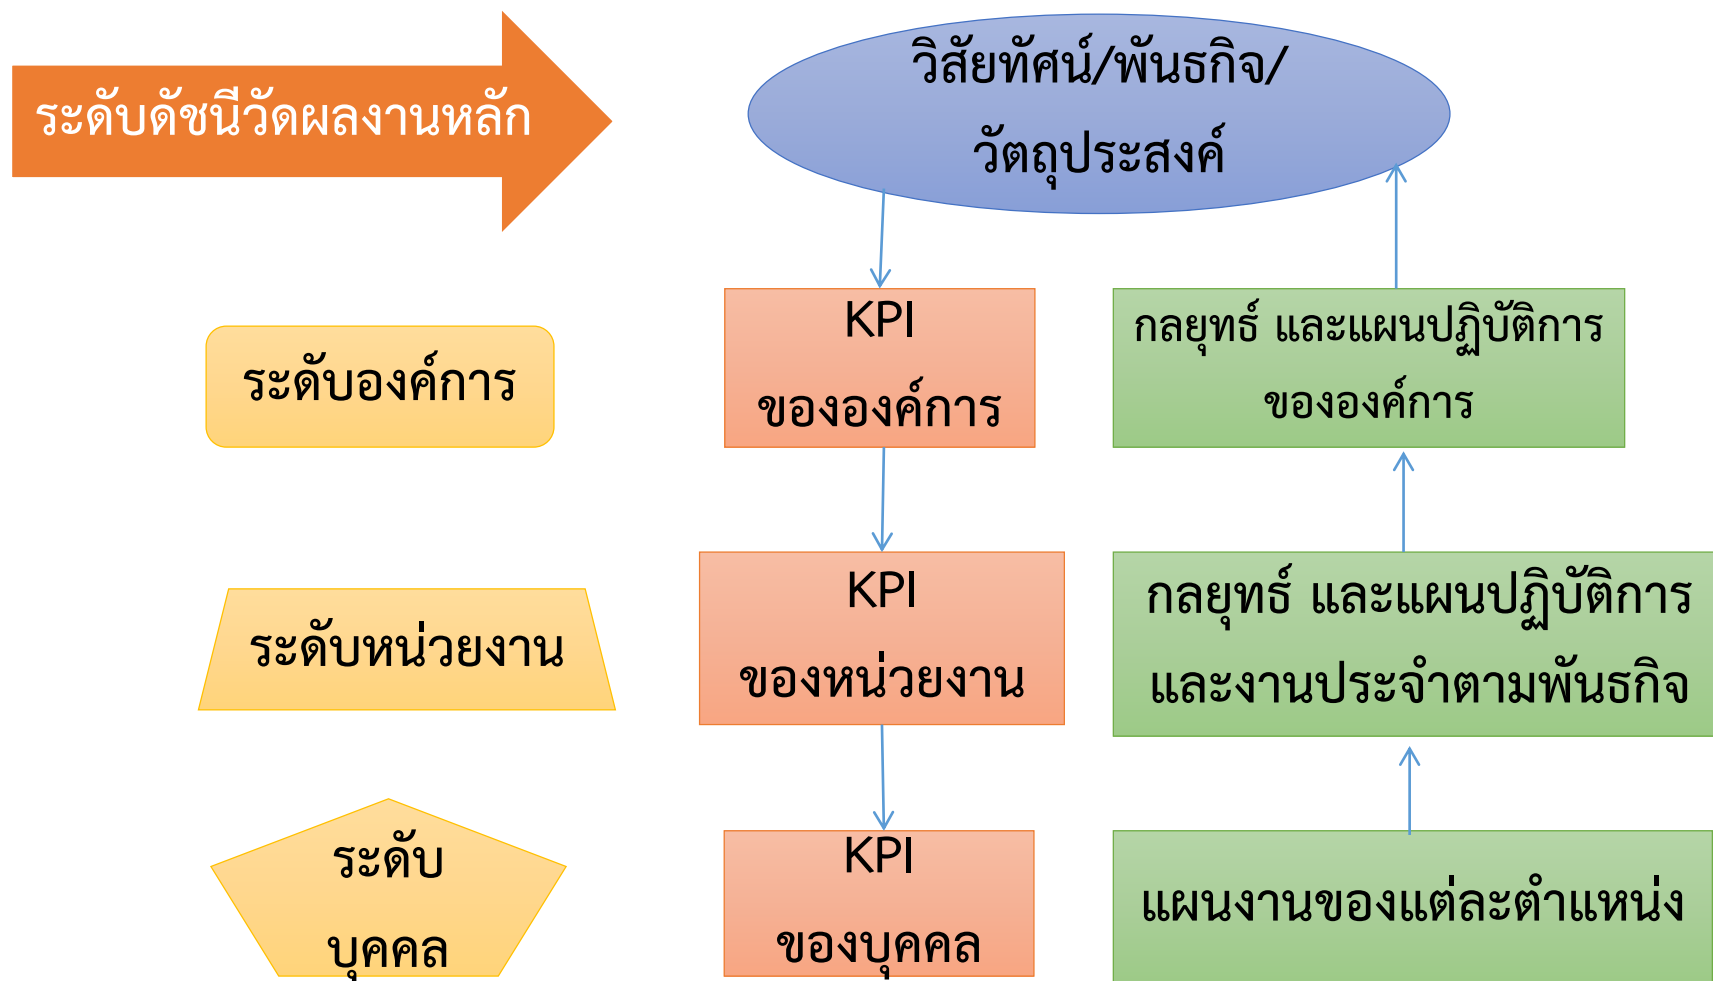 ระดับดัชนีวัดผลงานหลัก
วิสัยทัศน์/พันธกิจ/
วัตถุประสงค์
ระดับองค์การ
KPI
ขององค์การ
กลยุทธ์ และแผนปฏิบัติการ
ขององค์การ
ระดับหน่วยงาน
KPI
ของหน่วยงาน
กลยุทธ์ และแผนปฏิบัติการ
และงานประจำตามพันธกิจ
ระดับ
บุคคล
KPI
ของบุคคล
แผนงานของแต่ละตำแหน่ง